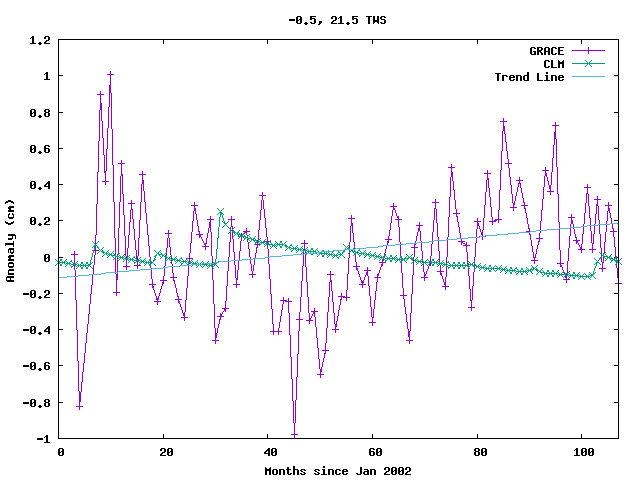 -0.5, 21.5 TWS
GRACE
CLM
Trend Line
1.2
1
0.8
0.6
0.4
0.2
0
-0.2
-0.4
-0.6
-0.8
-1
Anomaly (cm)
0 20 40 60 80 100
Months since Jan 2002